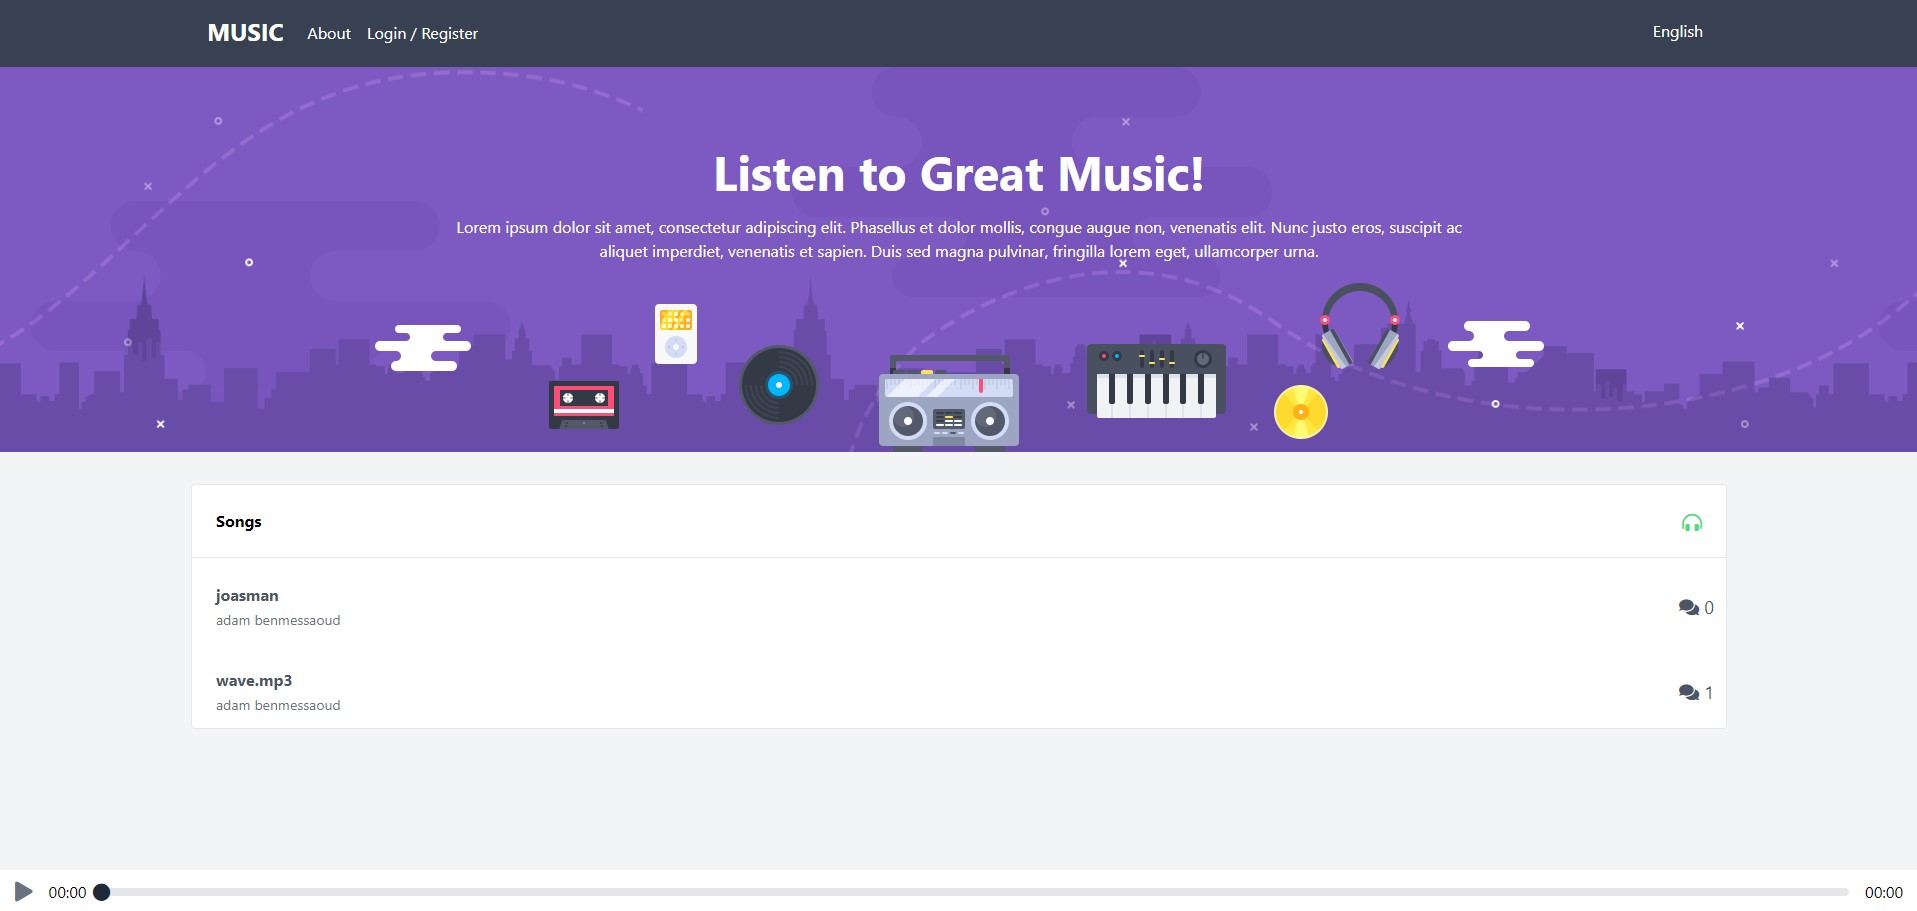 MUSIC About Login / Register English
Listen to Great Music!
Lorem ipsum dolor sit amet, consectetur adipiscing elit. Phasellus et dolor mollis, congue augue non, venenatis elit. Nunc justo eros, suscipit ac
aliquet imperdiet, venenatis et sapien. Duis sed magna pulvinar, fringilla lorem eget, ullamcorper urna.
Songs
joasman
adam benmessaoud
0
wave.mp3
adam benmessaoud
1
00:00 00:00